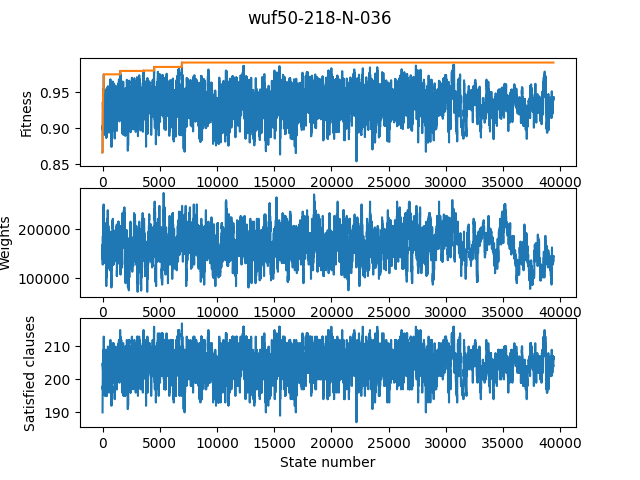 wuf50-218-N-036
Fitness
0.95
0.90
0.85
0 5000 10000 15000 20000 25000 30000 35000 40000
Weights
200000
100000
0 5000 10000 15000 20000 25000 30000 35000 40000
Satisfied clauses
210
200
190
0 5000 10000 15000 20000 25000 30000 35000 40000
State number